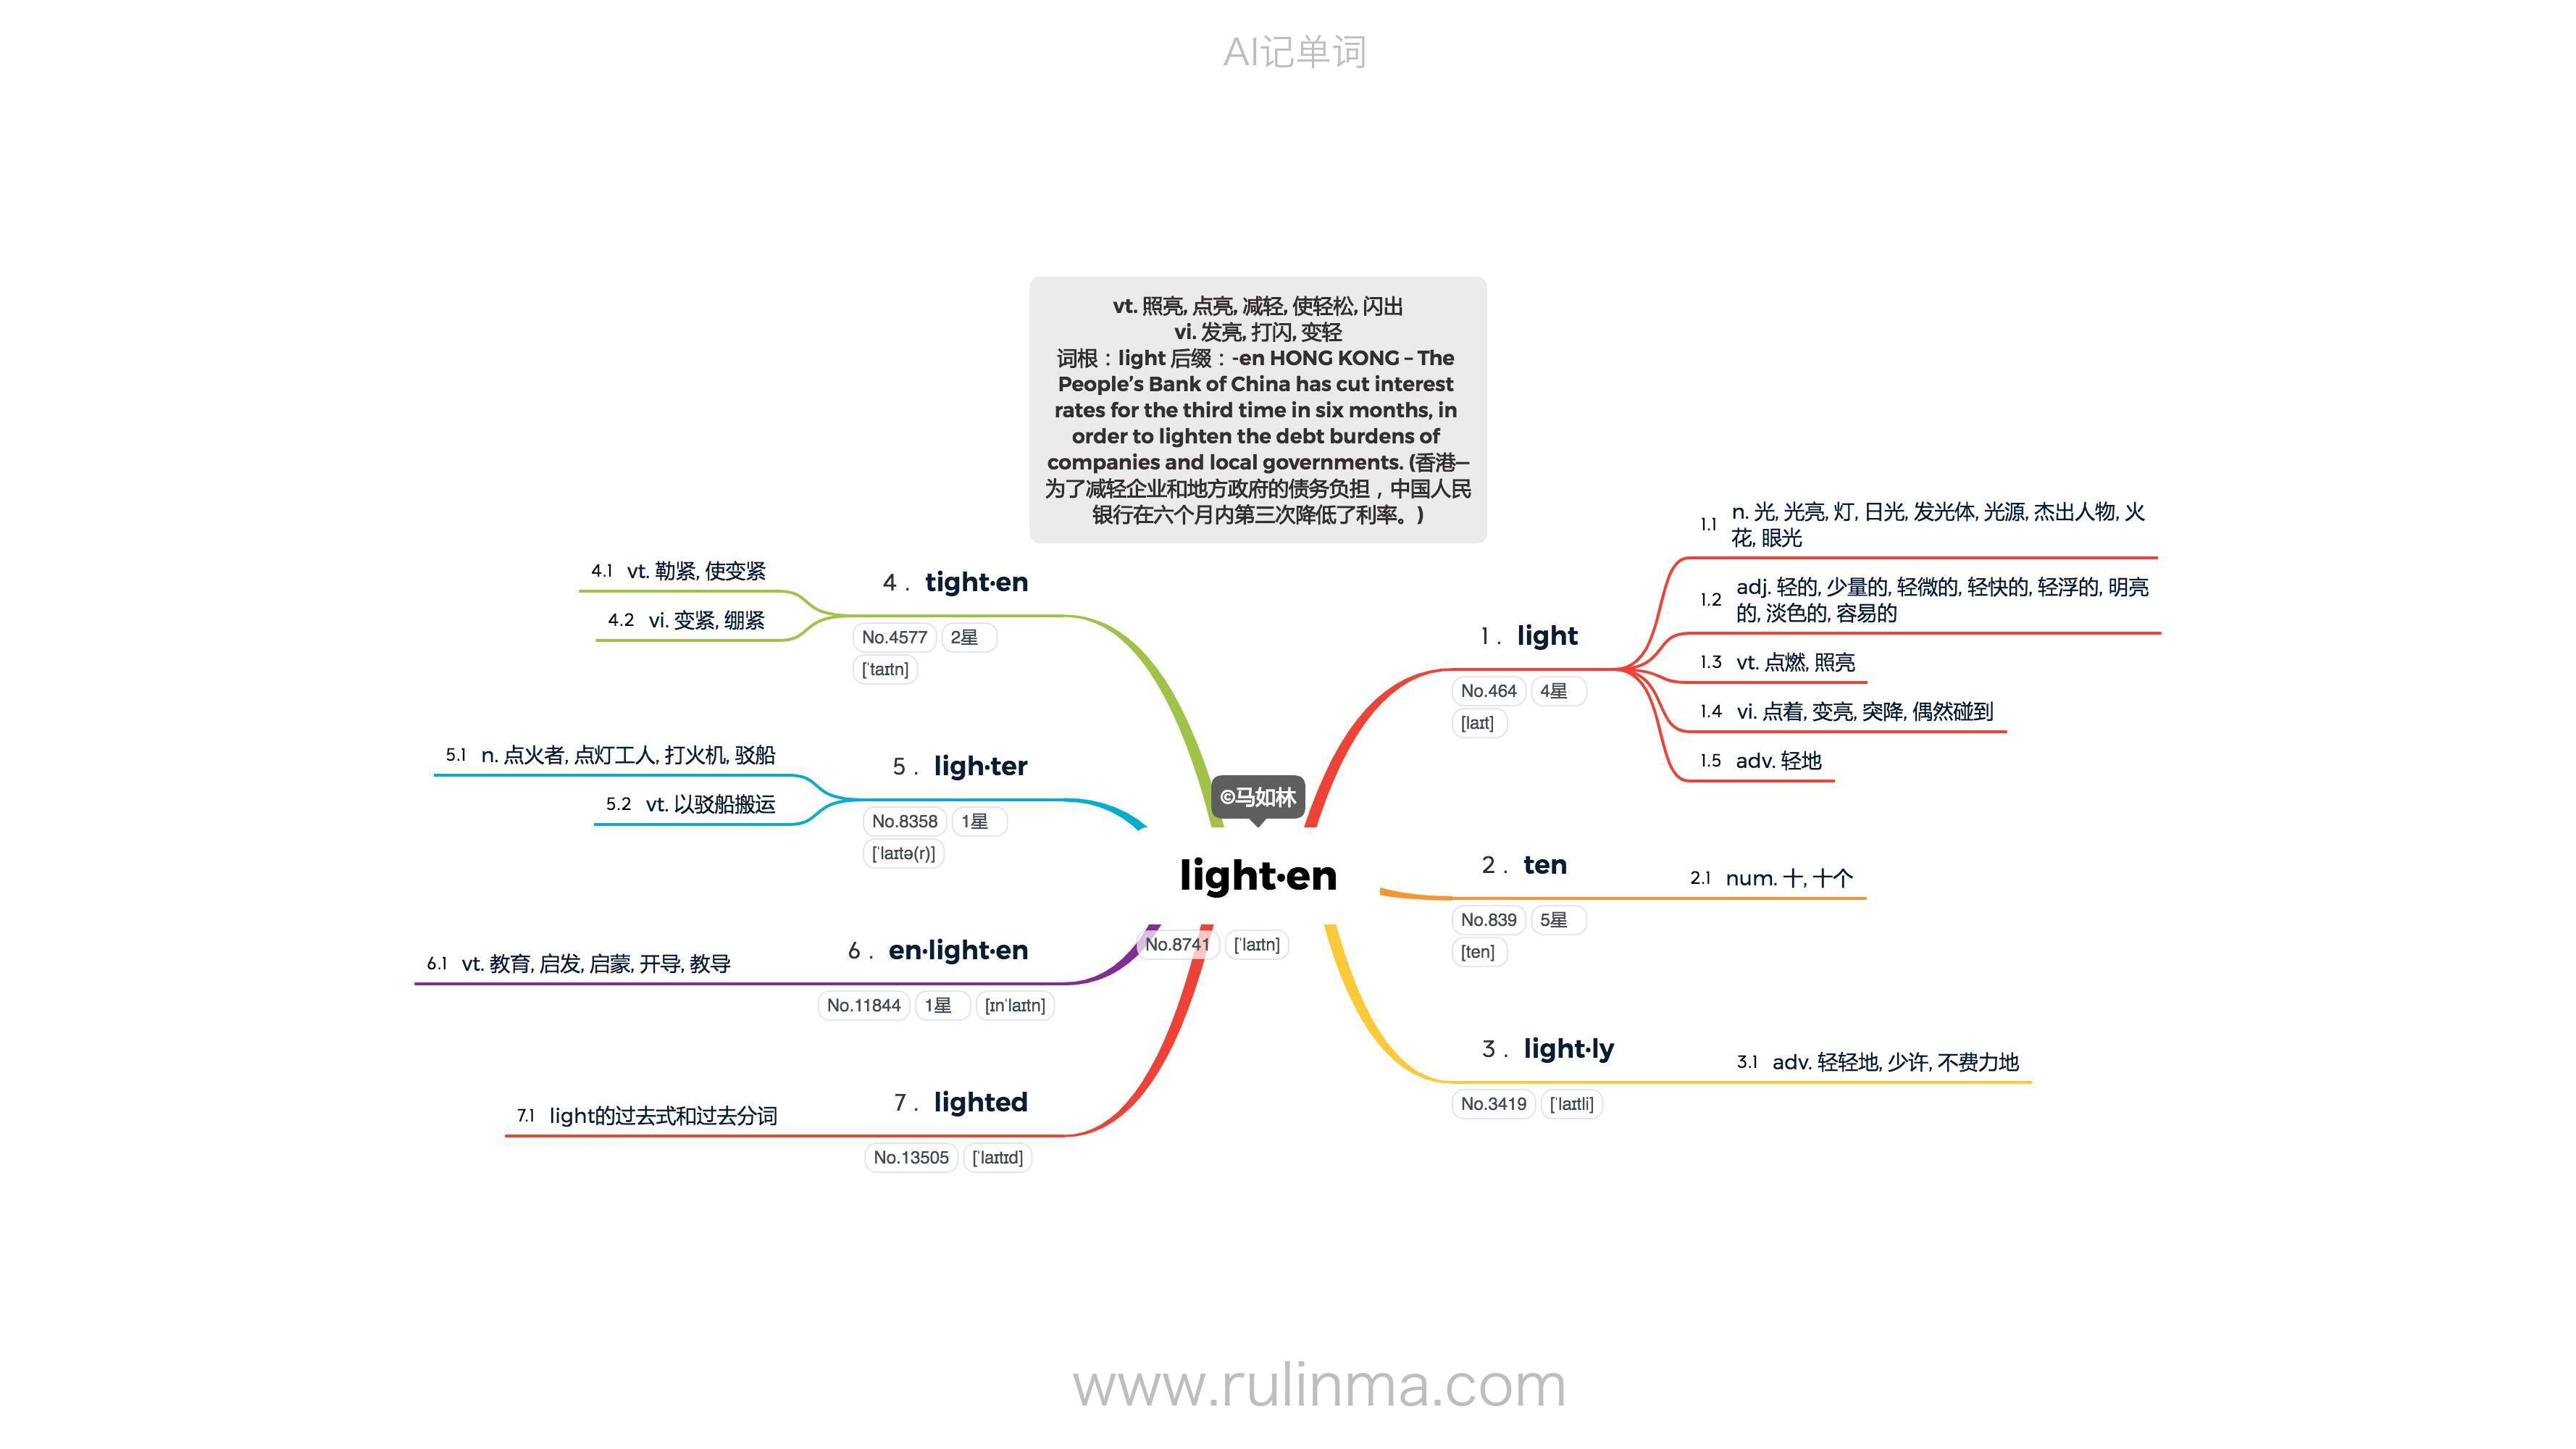 AI记单词
vt. 照亮, 点亮, 减轻, 使轻松, 闪出
vi. 发亮, 打闪, 变轻
词根：light 后缀：-en HONG KONG – The
People’s Bank of China has cut interest
rates for the third time in six months, in
order to lighten the debt burdens of
companies and local governments. (香港—
为了减轻企业和地方政府的债务负担，中国人民
银行在六个月内第三次降低了利率。)
©马如林
light·en
No.8741 [ˈlaɪtn]
1. light
No.464 4星
[laɪt]
1.1 n. 光, 光亮, 灯, 日光, 发光体, 光源, 杰出人物, 火
花, 眼光
1.2 adj. 轻的, 少量的, 轻微的, 轻快的, 轻浮的, 明亮
的, 淡色的, 容易的
1.3 vt. 点燃, 照亮
1.4 vi. 点着, 变亮, 突降, 偶然碰到
1.5 adv. 轻地
2. ten
No.839 5星
[ten]
2.1 num. 十, 十个
3. light·ly
No.3419 [ˈlaɪtli]
3.1 adv. 轻轻地, 少许, 不费力地
4. tight·en
No.4577 2星
[ˈtaɪtn]
4.1 vt. 勒紧, 使变紧
4.2 vi. 变紧, 绷紧
5. ligh·ter
No.8358 1星
[ˈlaɪtə(r)]
5.1 n. 点火者, 点灯工人, 打火机, 驳船
5.2 vt. 以驳船搬运
6. en·light·en
No.11844 1星 [ɪnˈlaɪtn]
6.1 vt. 教育, 启发, 启蒙, 开导, 教导
7. lighted
No.13505 [ˈlaɪtɪd]
7.1 light的过去式和过去分词
www.rulinma.com